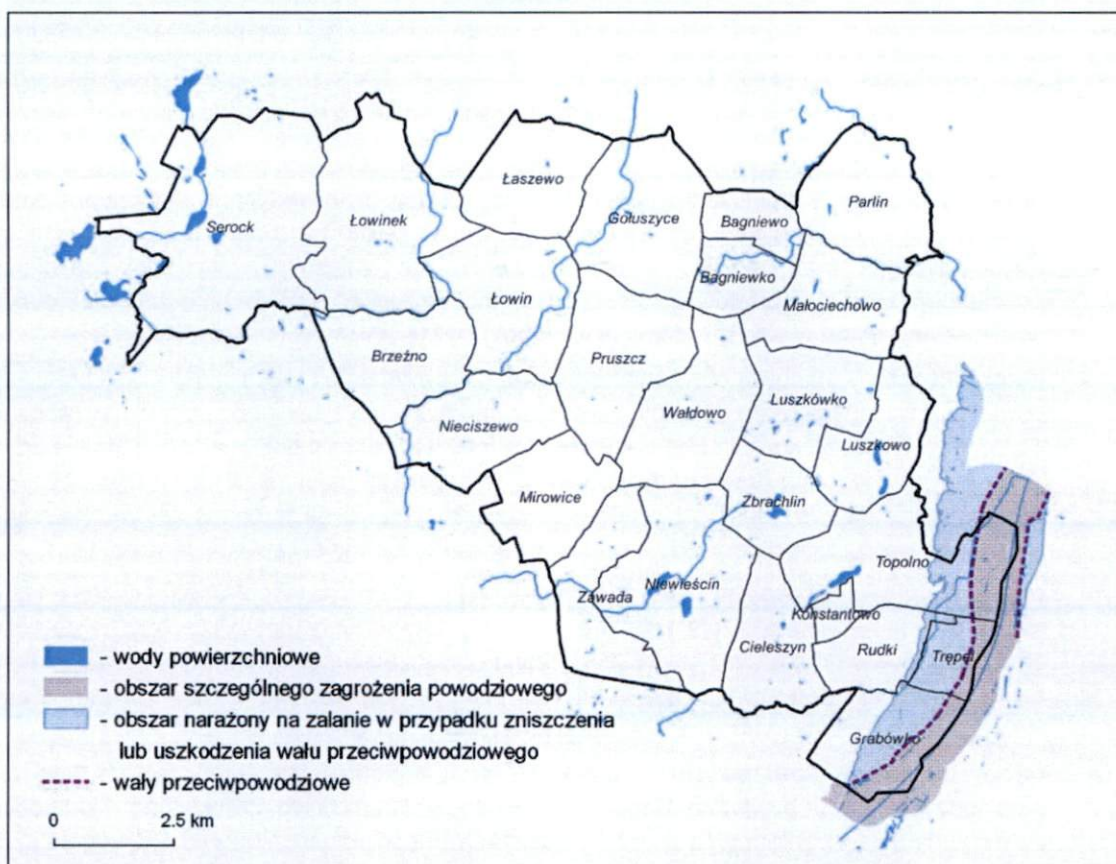 Łaszewo
Parlin
Gołuszyce
Bagniewo
Łowinek
Serock
Bagniewko
Łowin
Małociechowo
Brzeźno
Pruszcz
Luszkówko
Wałdowo
Nieciszewo
Luszkowo
Mirowice
Zbrachlin
Topolno
Niewieścin
Zawada
Konstantowo
Cieleszyn
Rudki
Trępel
Grabówko
- wody powierzchniowe
- obszar szczególnego zagrożenia powodziowego
- obszar narażony na zalanie w przypadku zniszczenia
lub uszkodzenia wału przeciwpowodziowego
- wały przeciwpowodziowe
0 2.5 km